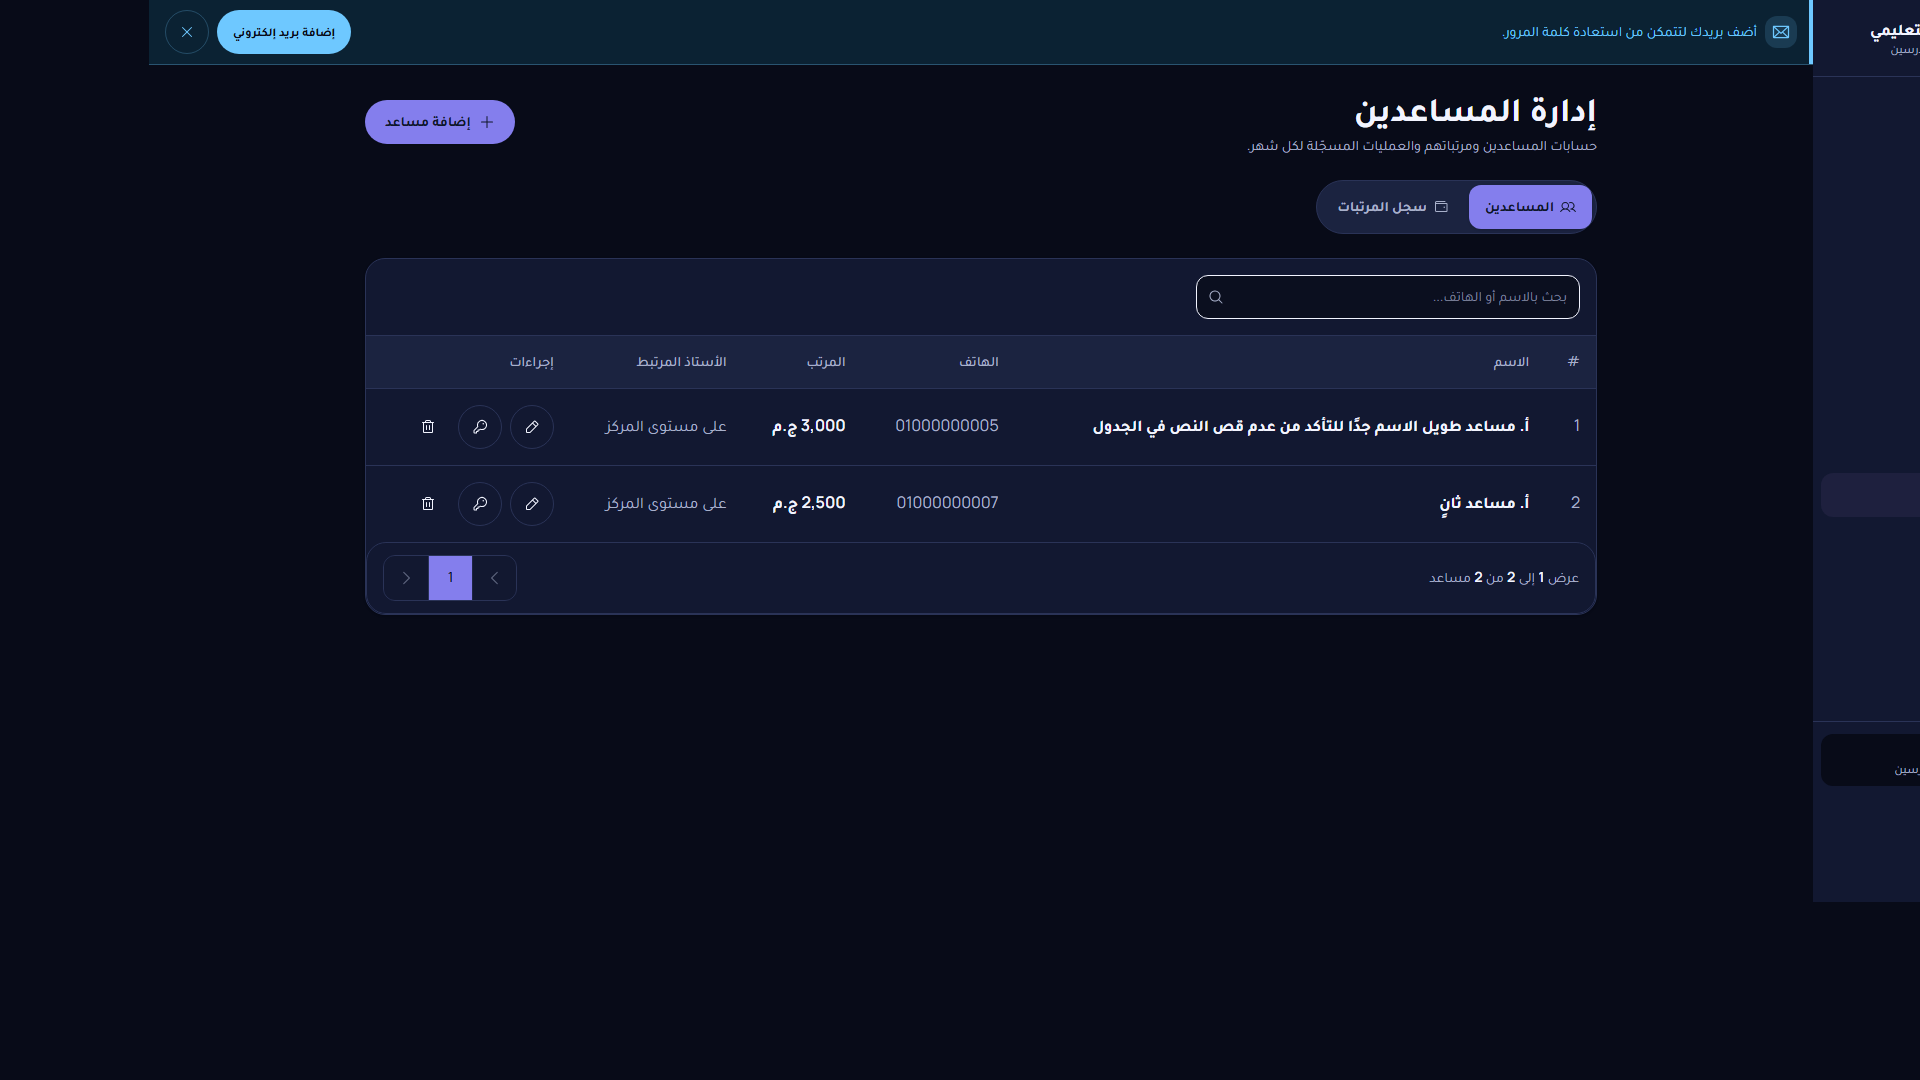 أضف بريدك لتتمكن من استعادة كلمة المرور.
إضافة بريد إلكتروني
إدارة المساعدين
حسابات المساعدين ومرتباتهم والعمليات المسجّلة لكل شهر.
إضافة مساعد
المساعدين
سجل المرتبات
بحث بالاسم أو الهاتف...
# الاسم الهاتف المرتب الأستاذ المرتبط إجراءات
1 أ. مساعد طويل الاسم جدًا للتأكد من عدم قص النص في الجدول 01000000005 3,000 ج.م على مستوى المركز
2 أ. مساعد ثانٍ 01000000007 2,500 ج.م على مستوى المركز
عرض 1 إلى 2 من 2 مساعد
1